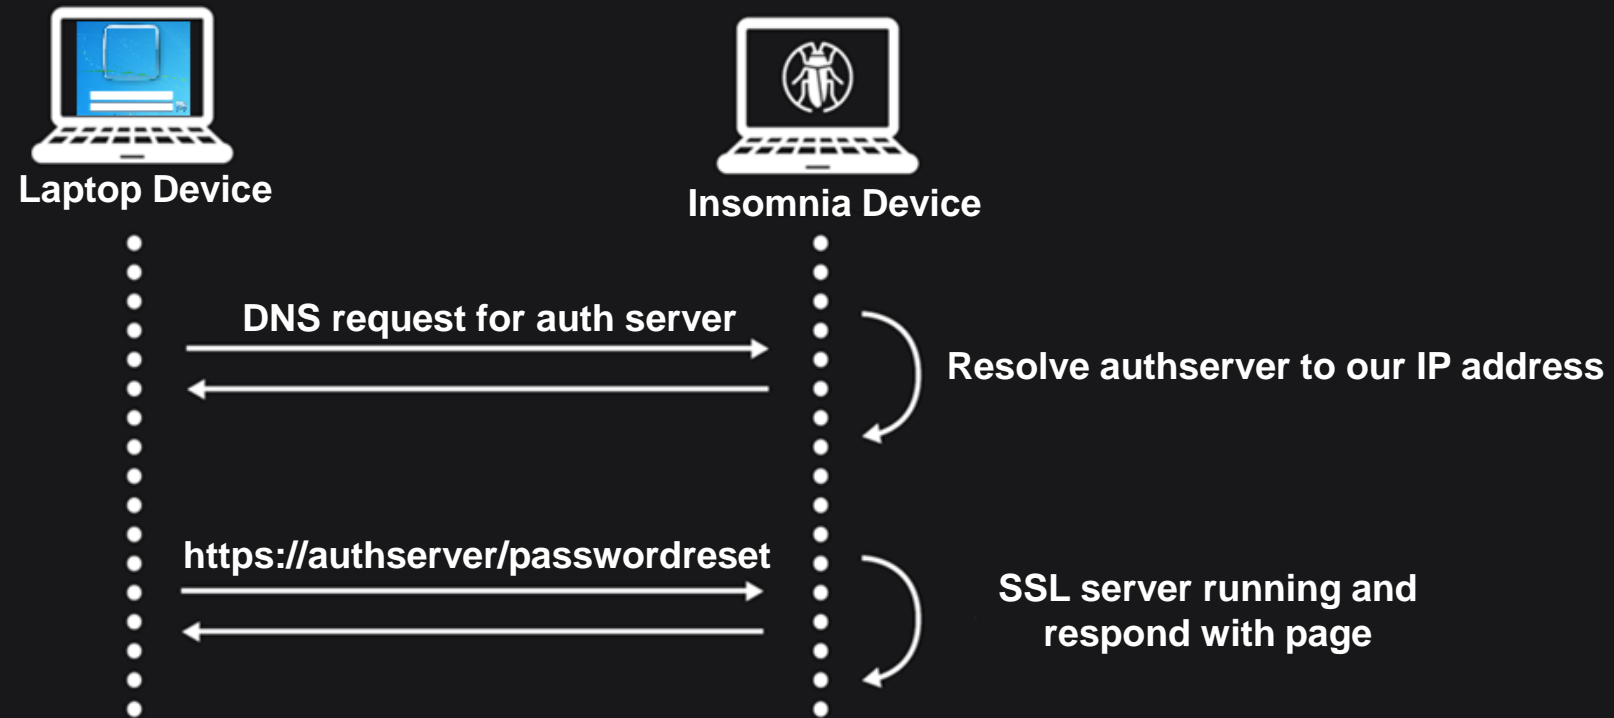 Laptop Device
Insomnia Device
DNS request for auth server
Resolve authserver to our IP address
https://authserver/passwordreset
SSL server running and
respond with page